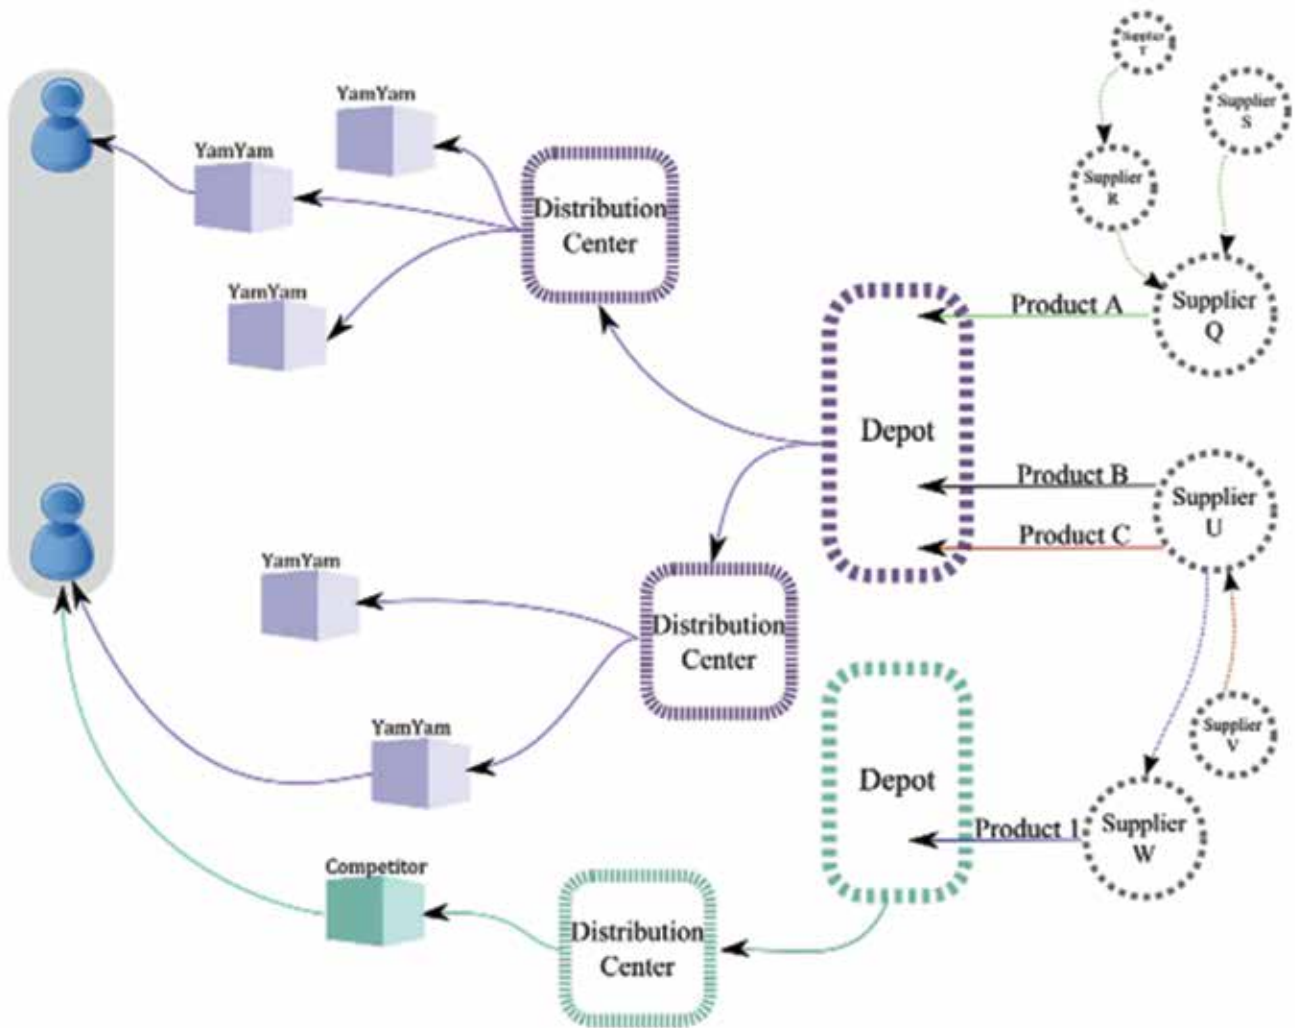 Supplier
T
Supplier
S
YamYam
YamYam
Supplier
R
Distribution
Center
YamYam
Product A
Supplier
Q
Depot
Product B
Supplier
U
Product C
YamYam
Distribution
Center
YamYam
Supplier
V
Depot
Product 1
Supplier
W
Competitor
Distribution
Center